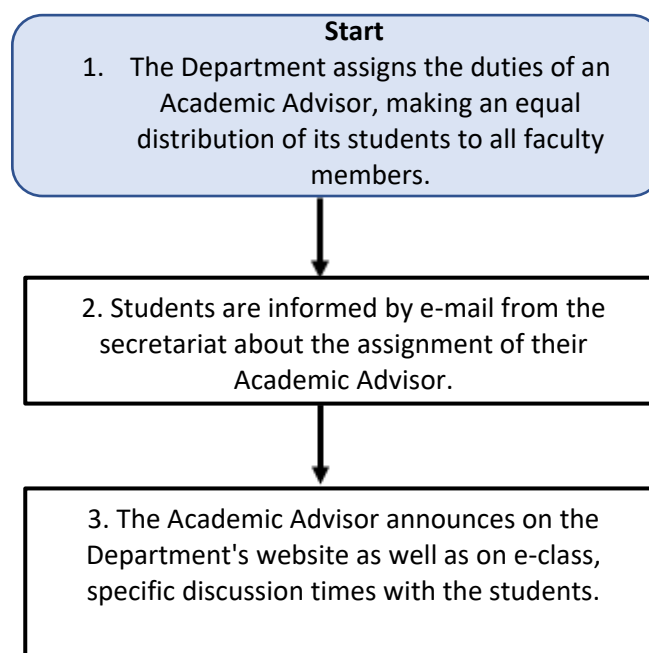 Start
1. The Department assigns the duties of an
Academic Advisor, making an equal
distribution of its students to all faculty
members.
2. Students are informed by e-mail from the
secretariat about the assignment of their
Academic Advisor.
3. The Academic Advisor announces on the
Department's website as well as on e-class,
specific discussion times with the students.